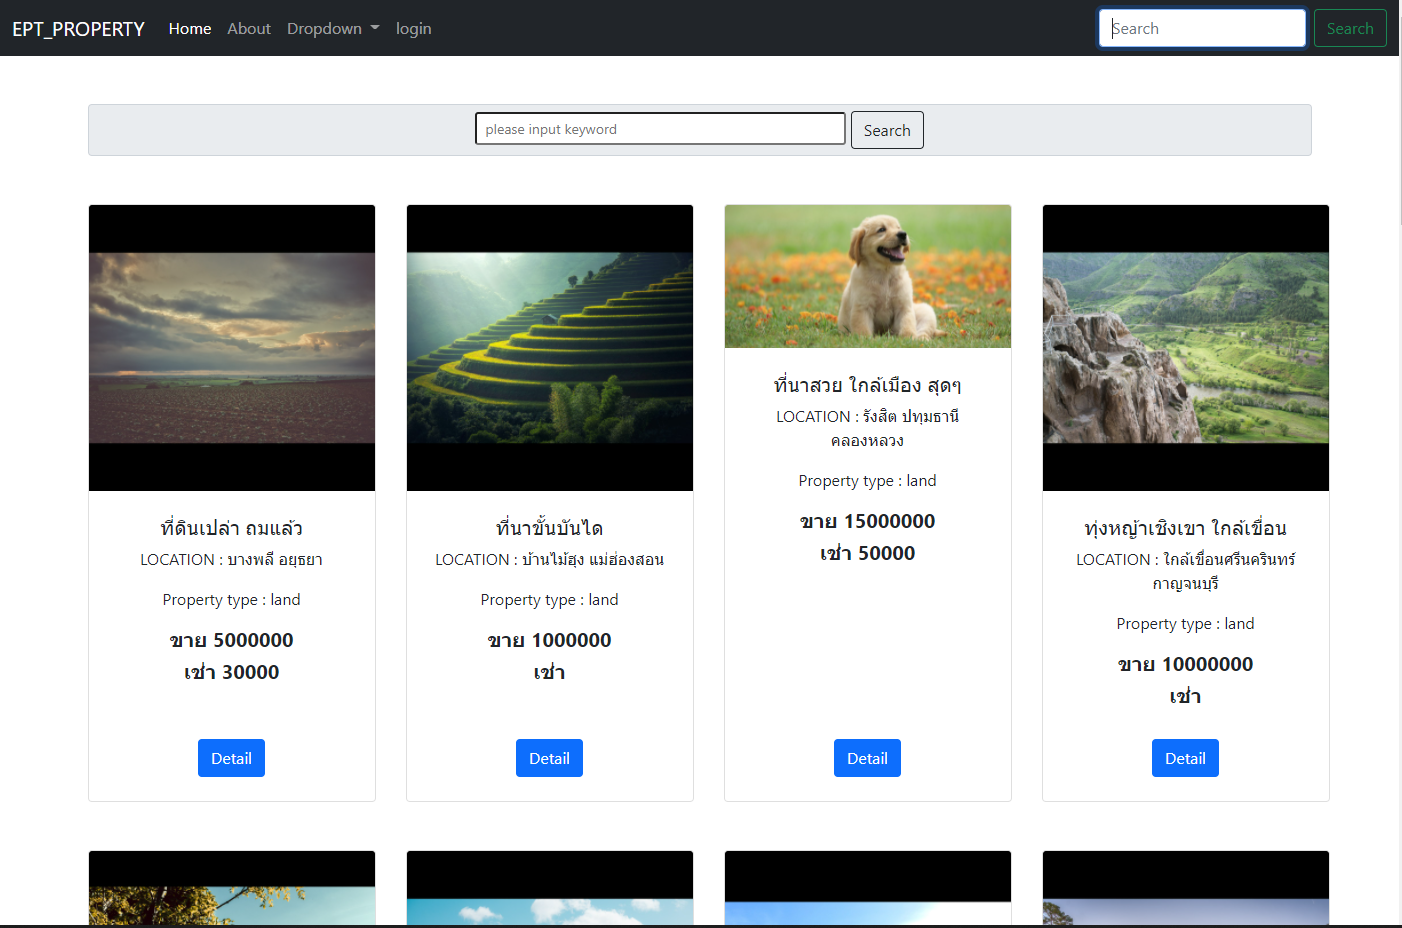 EPT_PROPERTY Home About Dropdown login Search Search
please input keyword Search
ที่ดินเปล่า ถมแล้ว
LOCATION : บางพลี อยุธยา
Property type : land
ขาย 5000000
เช่า 30000
Detail
ที่นาขั้นบันได
LOCATION : บ้านไม้ฮุง แม่ฮ่องสอน
Property type : land
ขาย 1000000
เช่า
Detail
ที่นาสวย ใกล้เมือง สุดๆ
LOCATION : รังสิต ปทุมธานี
คลองหลวง
Property type : land
ขาย 15000000
เช่า 50000
Detail
ทุ่งหญ้าเชิงเขา ใกล้เขื่อน
LOCATION : ใกล้เขื่อนศรีนครินทร์
กาญจนบุรี
Property type : land
ขาย 10000000
เช่า
Detail